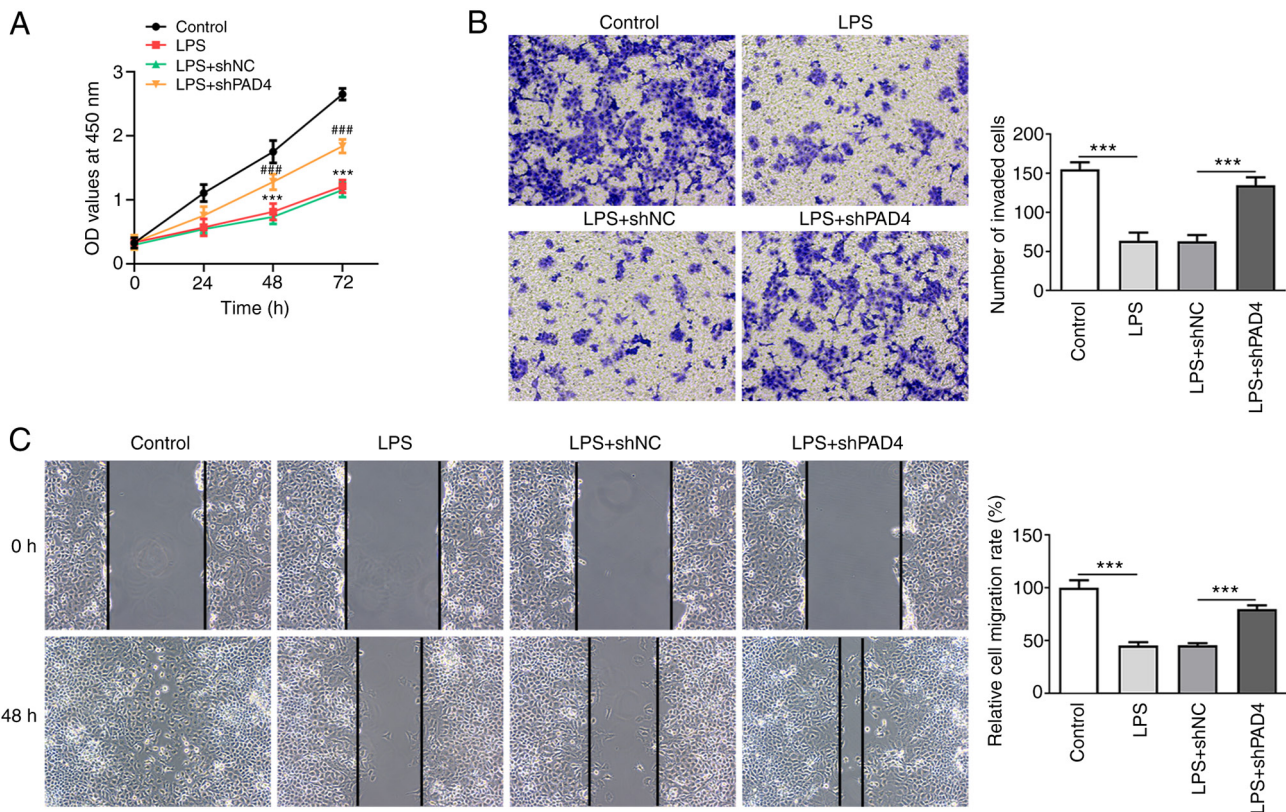 A
Control
LPS
LPS+shNC
LPS+shPAD4
OD values at 450 nm
3
2
1
0
###
###
***
***
0 24 48 72
Time (h)
B
Control LPS
LPS+shNC LPS+shPAD4
Number of invaded cells
200
150
100
50
0
*** ***
Control LPS LPS+shNC LPS+shPAD4
C
Control LPS LPS+shNC LPS+shPAD4
0 h
48 h
Relative cell migration rate (%)
150
100
50
0
*** ***
Control LPS LPS+shNC LPS+shPAD4